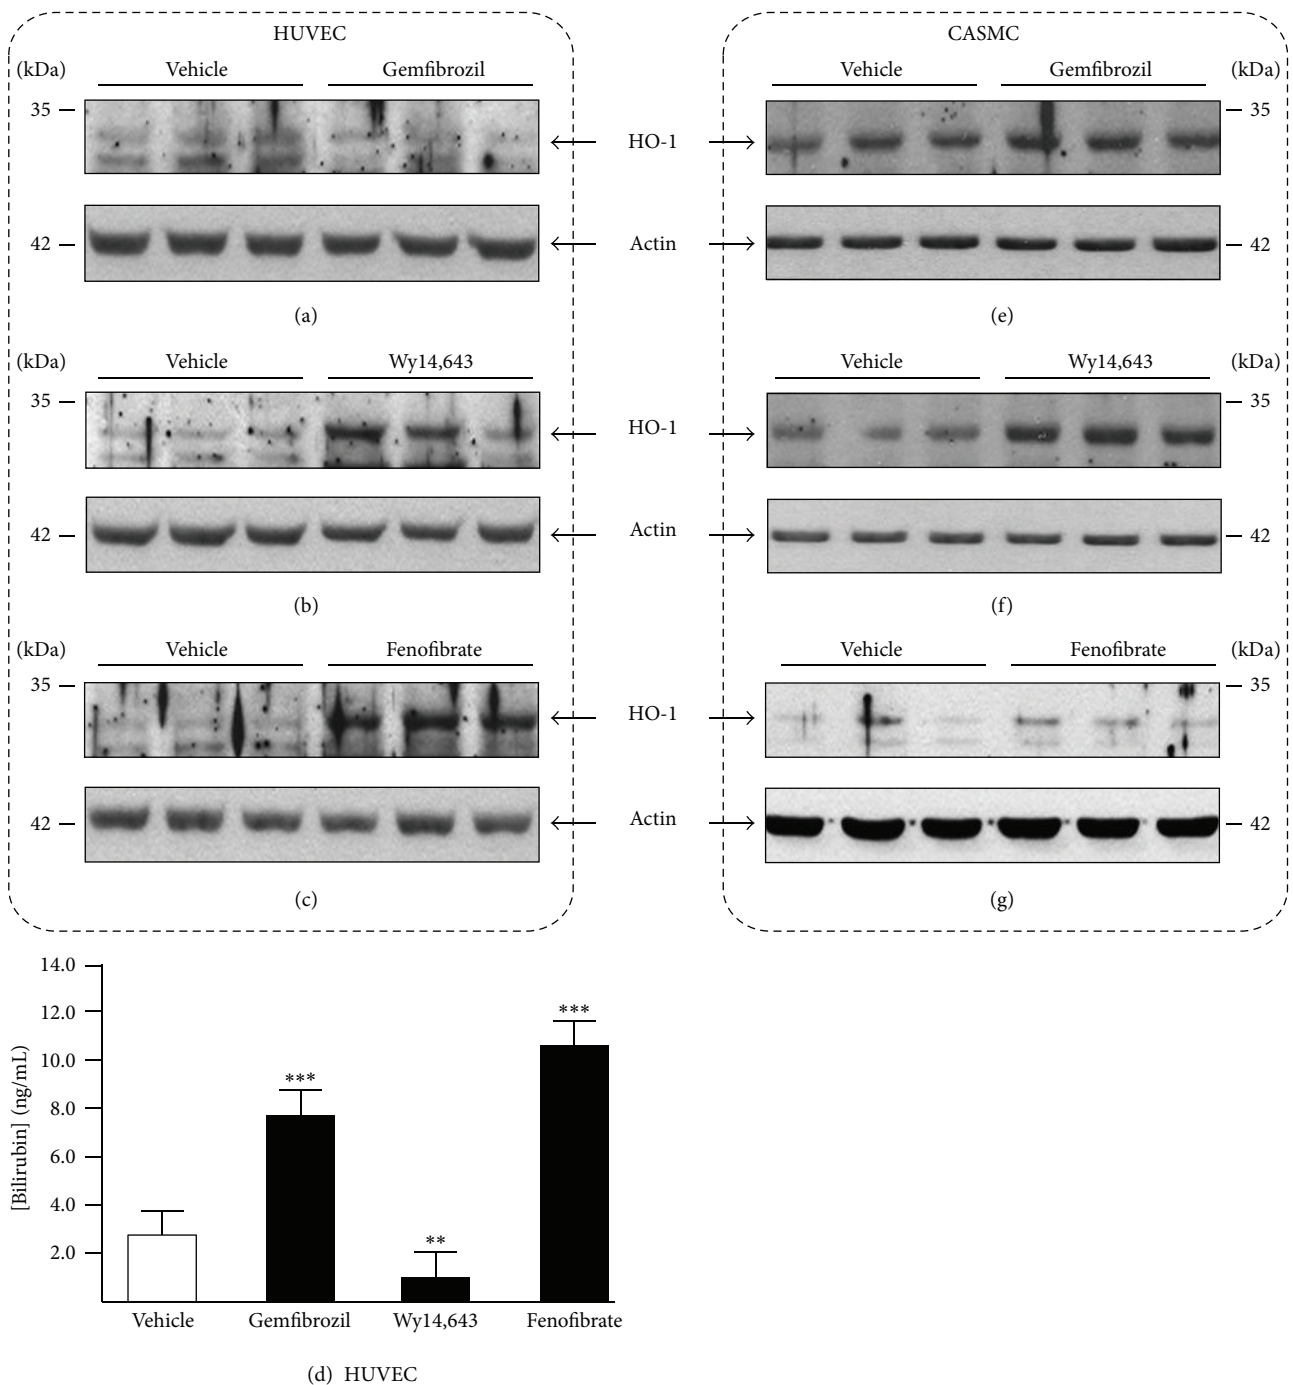 HUVEC
CASMC
(kDa) Vehicle Gemfibrozil
Vehicle Gemfibrozil (kDa)
35
HO-1
35
42
Actin
42
(a)
(e)
(kDa) Vehicle Wy14,643
Vehicle Wy14,643 (kDa)
35
HO-1
35
42
Actin
42
(b)
(f)
(kDa) Vehicle Fenofibrate
Vehicle Fenofibrate (kDa)
35
HO-1
35
42
Actin
42
(c)
(g)
[Bilirubin] (ng/mL)
14.0
12.0
10.0
8.0
6.0
4.0
2.0
***
**
***
Vehicle Gemfibrozil Wy14,643 Fenofibrate
(d) HUVEC